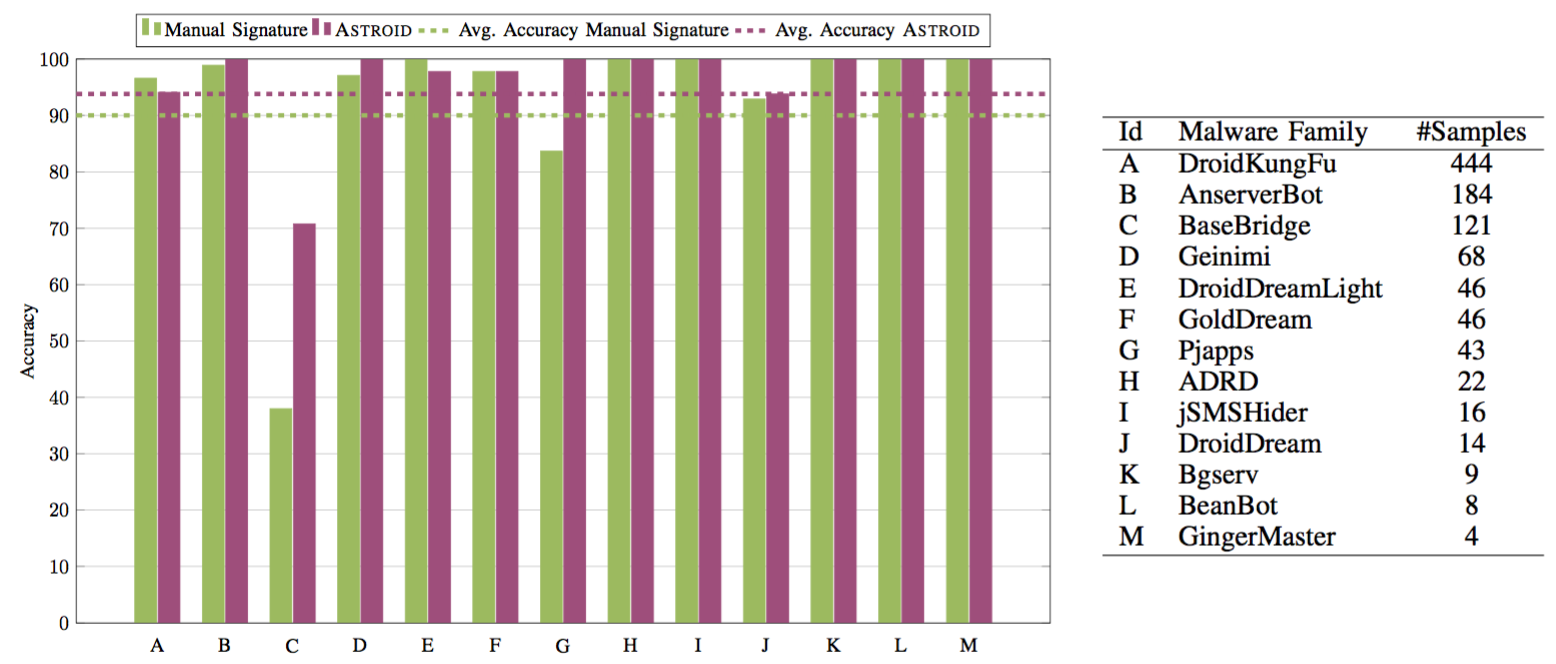 Manual Signature ASTROID Avg. Accuracy Manual Signature Avg. Accuracy ASTROID
100
90
80
70
60
50
40
30
20
10
0
Accuracy
A B C D E F G H I J K L M
Id Malware Family #Samples
A DroidKungFu 444
B AnserverBot 184
C BaseBridge 121
D Geinimi 68
E DroidDreamLight 46
F GoldDream 46
G Pjapps 43
H ADRD 22
I jSMSHider 16
J DroidDream 14
K Bgserv 9
L BeanBot 8
M GingerMaster 4